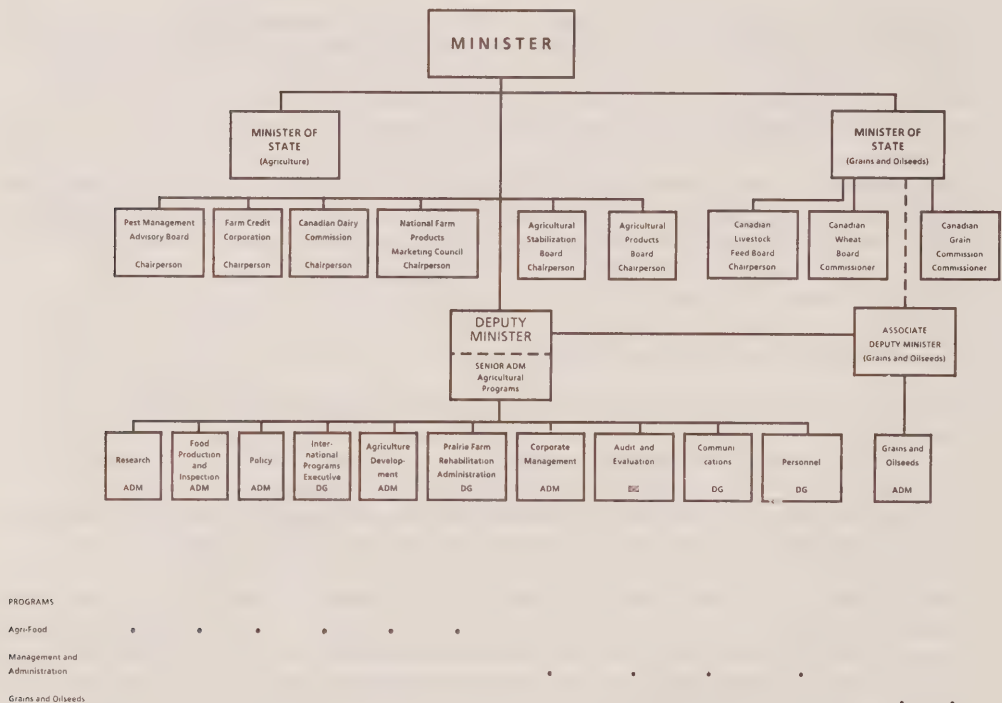 MINISTER
MINISTER OF
STATE
(Agriculture)
MINISTER OF
STATE
(Grains and Oilseeds)
Pest Management
Advisory Board
Chairperson
Farm Credit
Corporation
Chairperson
Canadian Dairy
Commission
Chairperson
National Farm
Products
Marketing Council
Chairperson
Agricultural
Stabilization
Board
Chairperson
Agricultural
Products
Board
Chairperson
Canadian
Livestock
Feed Board
Chairperson
Canadian
Wheat
Board
Commissioner
Canadian
Grain
Commission
Commissioner
DEPUTY
MINISTER
SENIOR ADM
Agricultural
Programs
ASSOCIATE
DEPUTY MINISTER
(Grains and Oilseeds)
Research
ADM
Food
Production
and
Inspection
ADM
Policy
ADM
Inter-
national
Programs
Executive
DG
Agriculture
Develop-
ment
ADM
Prairie Farm
Rehabilitation
Administration
DG
Corporate
Management
ADM
Audit and
Evaluation
DG
Communi
cations
DG
Personnel
DG
Grains and
Oilseeds
ADM
PROGRAMS
Agri-Food
Management and
Administration
Grains and Oilseeds